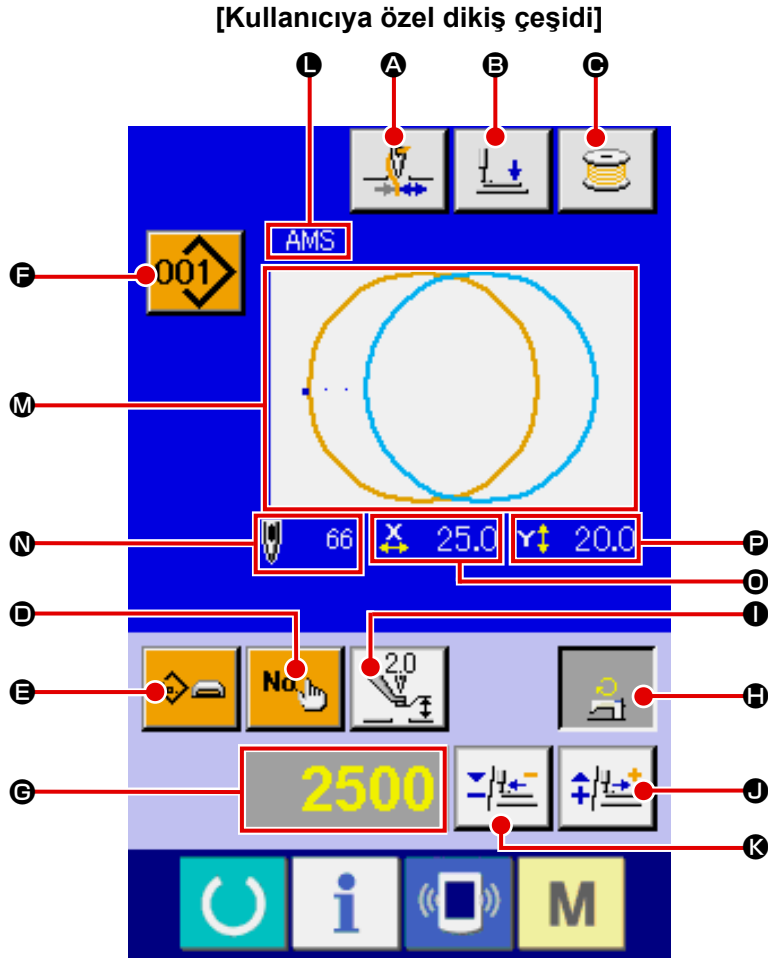 [Kullanıcıya özel dikiş çeşidi]
L A B C
AMS
F 001
M
N 66 X 25.0 Y 20.0 P
O
D I
2.0
E No. H
G 2500 J
K
i M